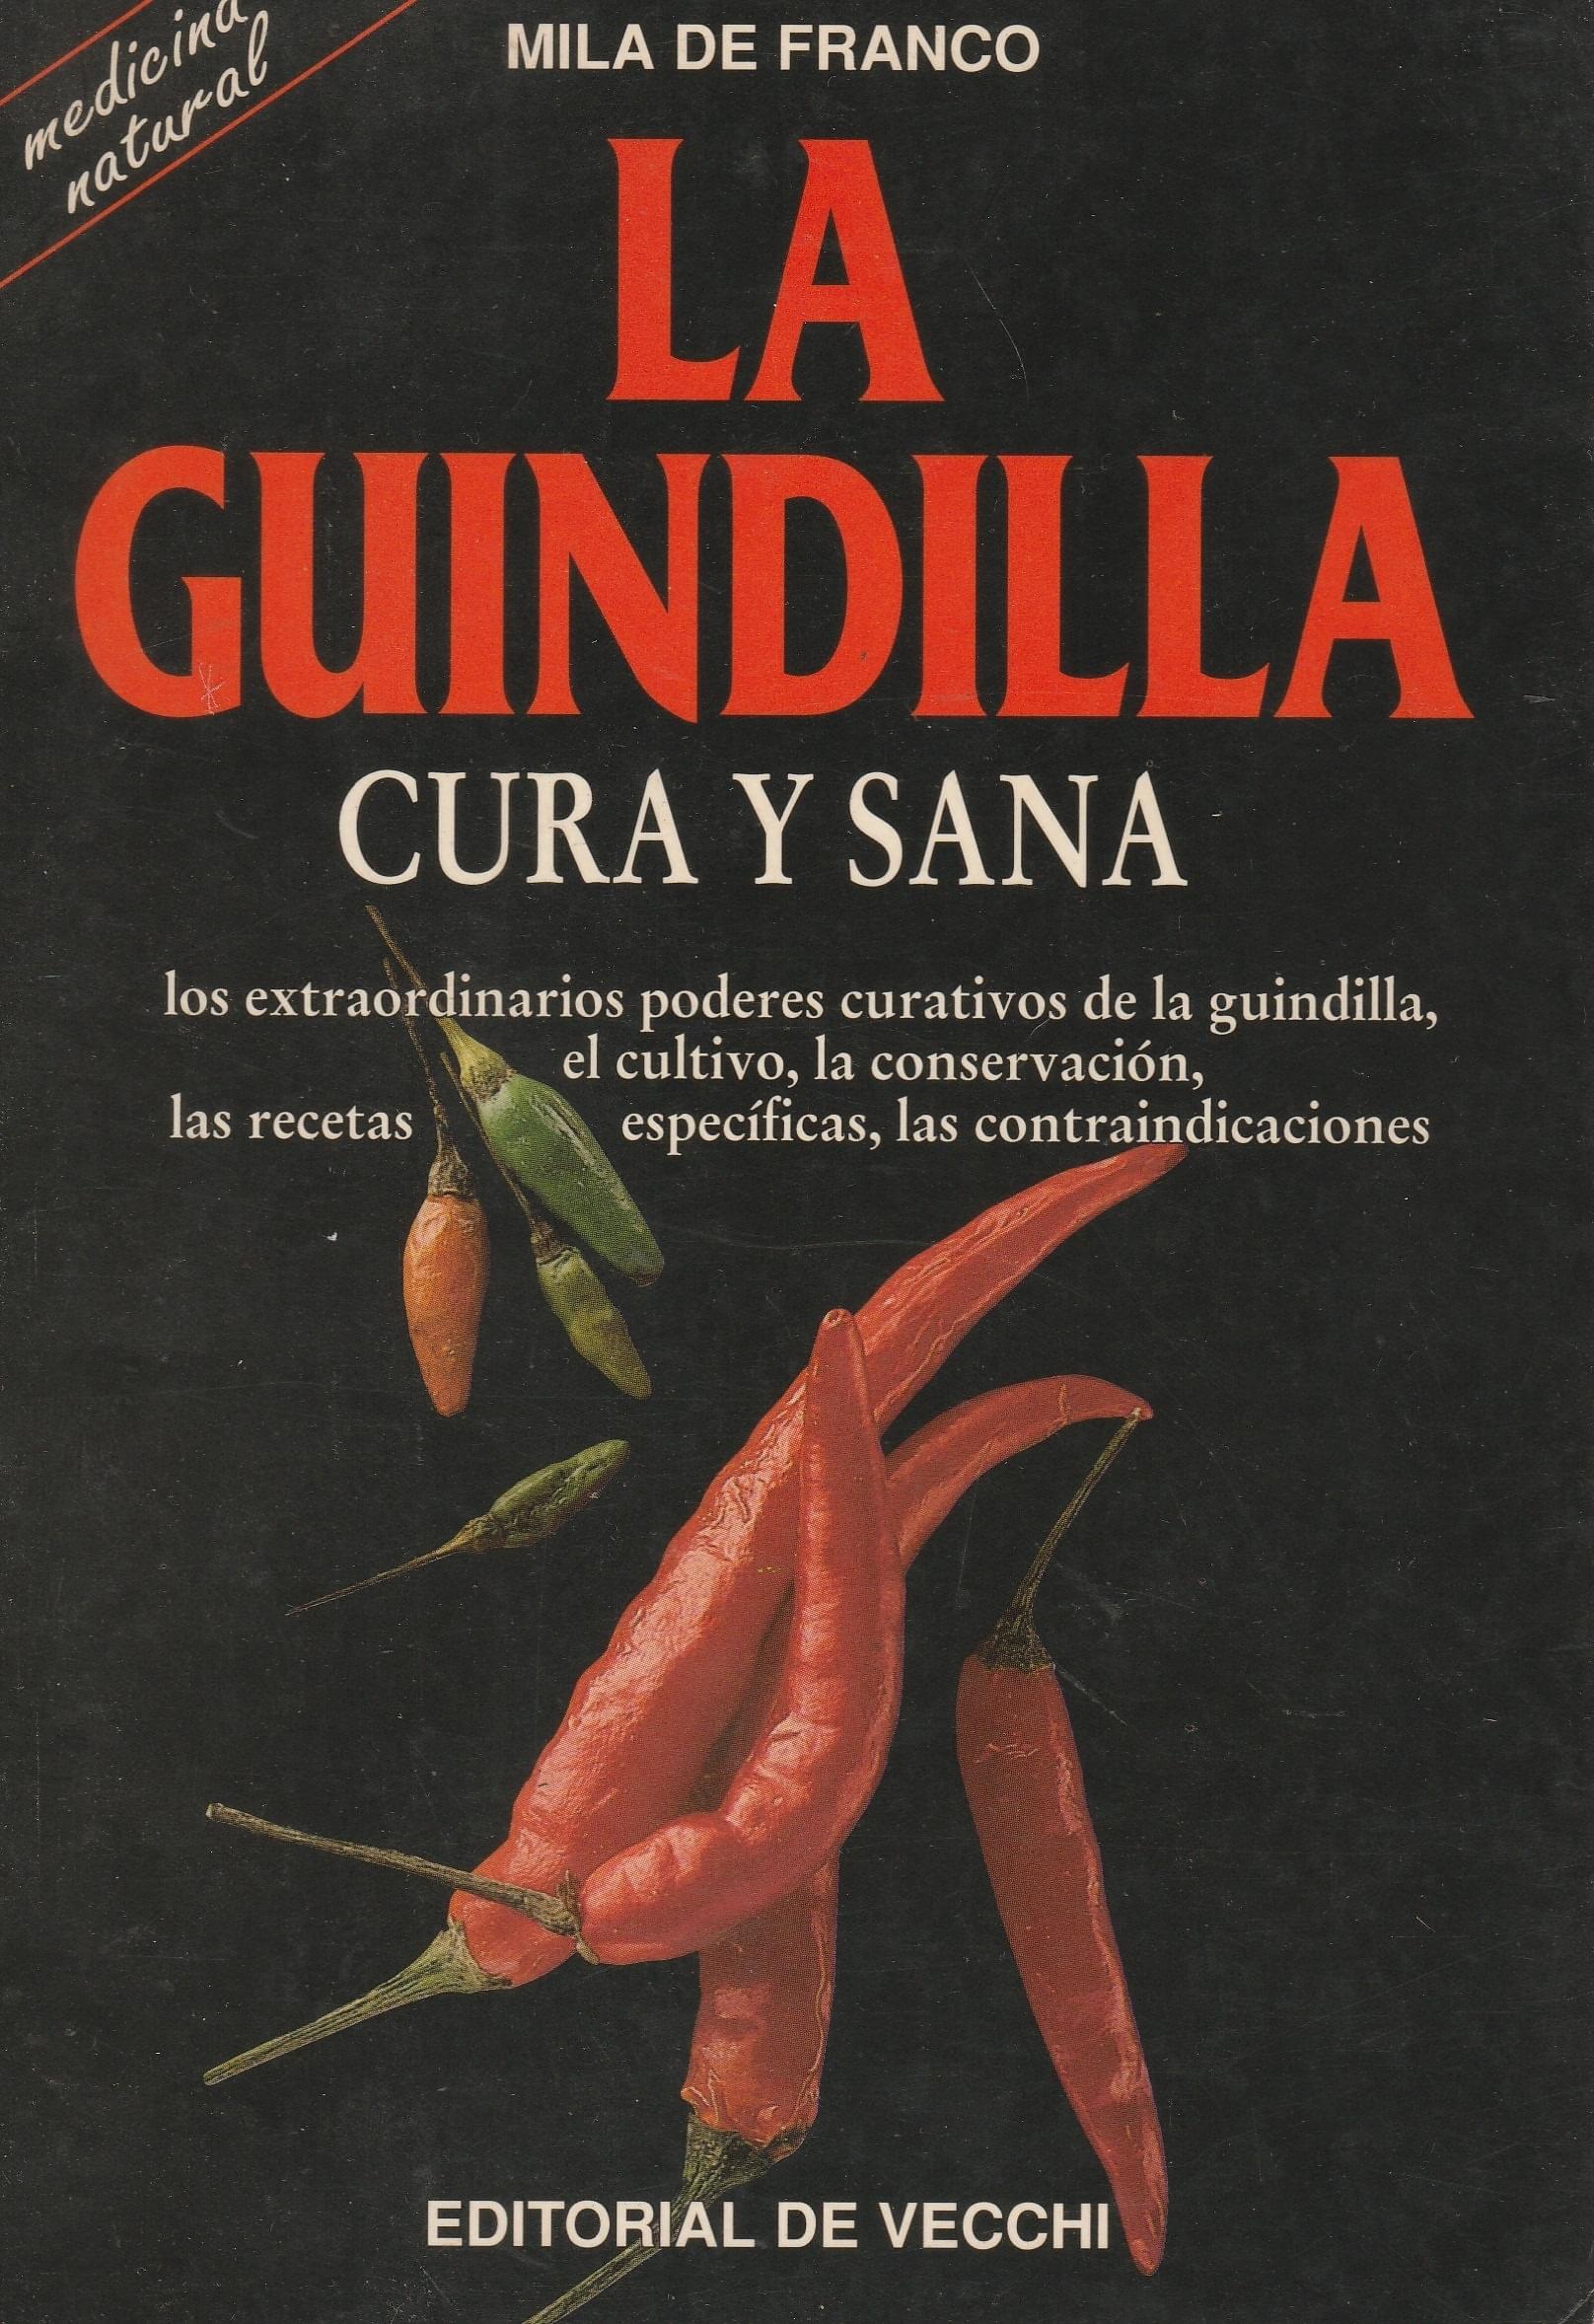 medicina
natural
MILA DE FRANCO
LA
GUINDILLA
CURA Y SANA
los extraordinarios poderes curativos de la guindilla,
el cultivo, la conservación,
las recetas específicas, las contraindicaciones
EDITORIAL DE VECCHI